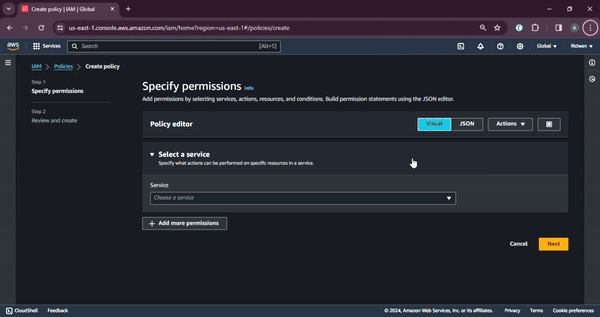 Create policy | IAM | Global
us-east-1.console.aws.amazon.com/iam/home?region=us-east-1#/policies/create
aws Services Search [Alt+S] Global Ridwan
IAM > Policies > Create policy
Step 1
Specify permissions
Step 2
Review and create
Specify permissions Info
Add permissions by selecting services, actions, resources, and conditions. Build permission statements using the JSON editor.
Policy editor Visual JSON Actions
Select a service
Specify what actions can be performed on specific resources in a service.
Service
Choose a service
+ Add more permissions
Cancel Next
CloudShell Feedback © 2024, Amazon Web Services, Inc. or its affiliates. Privacy Terms Cookie preferences